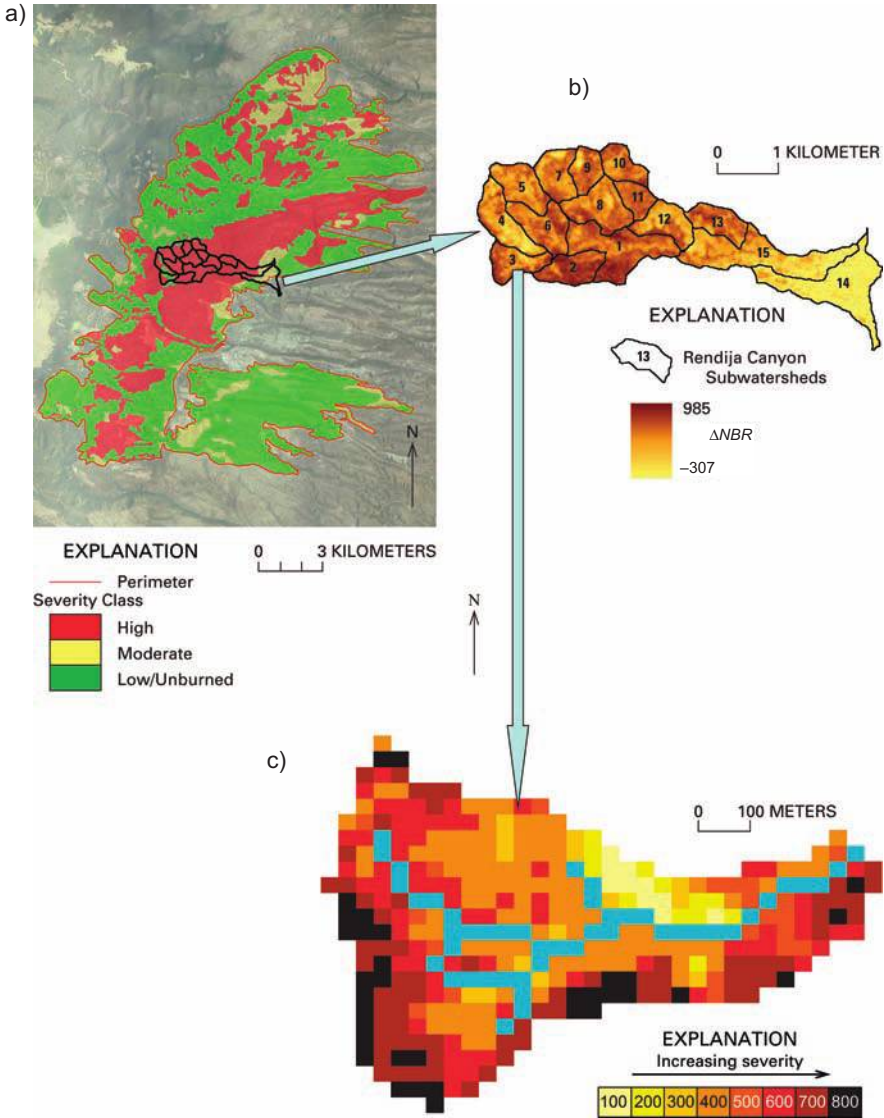 a)
EXPLANATION
Perimeter
Severity Class
High
Moderate
Low/Unburned
0 3 KILOMETERS
N
b)
0 1 KILOMETER
1
2
3
4
5
6
7
8
9
10
11
12
13
15
14
EXPLANATION
13
Rendija Canyon
Subwatersheds
985
ΔNBR
–307
N
c)
0 100 METERS
EXPLANATION
Increasing severity
100 200 300 400 500 600 700 800